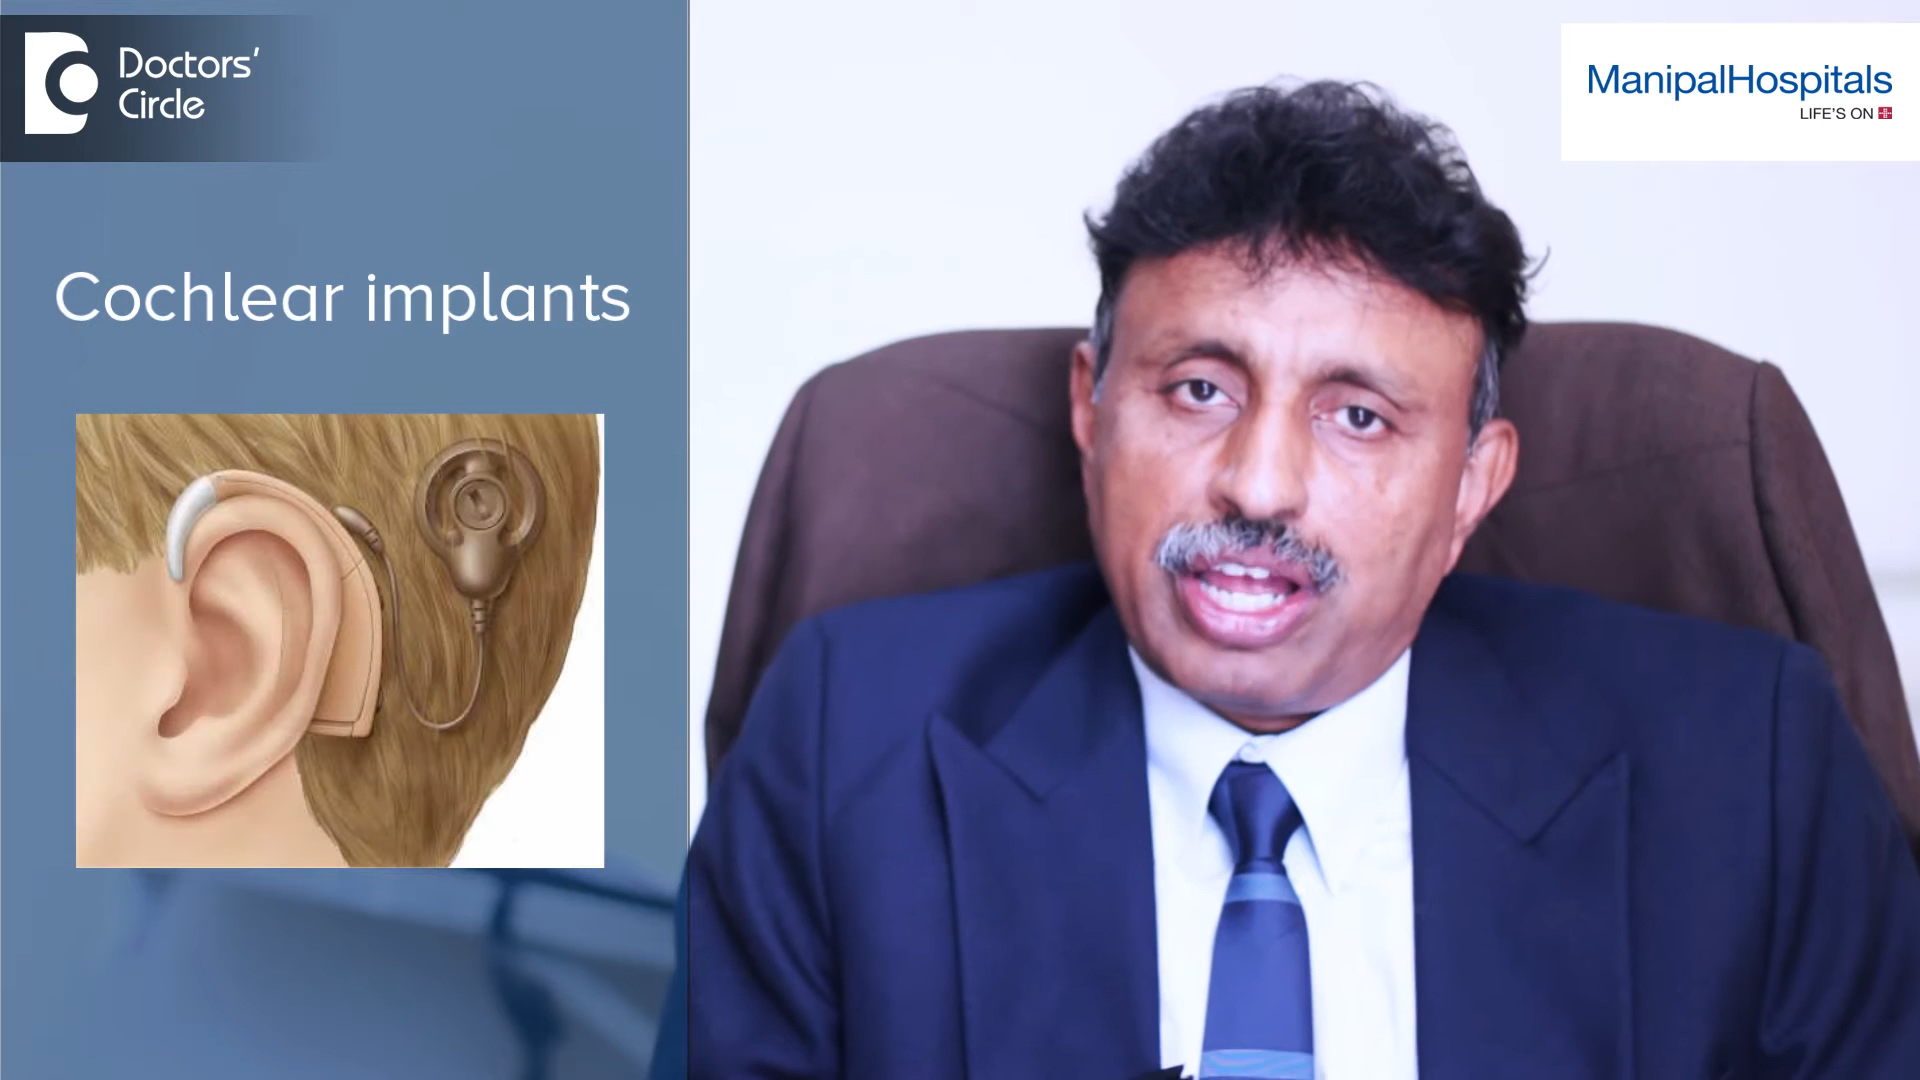 Doctors'
Circle
ManipalHospitals
LIFE'S ON
Cochlear implants